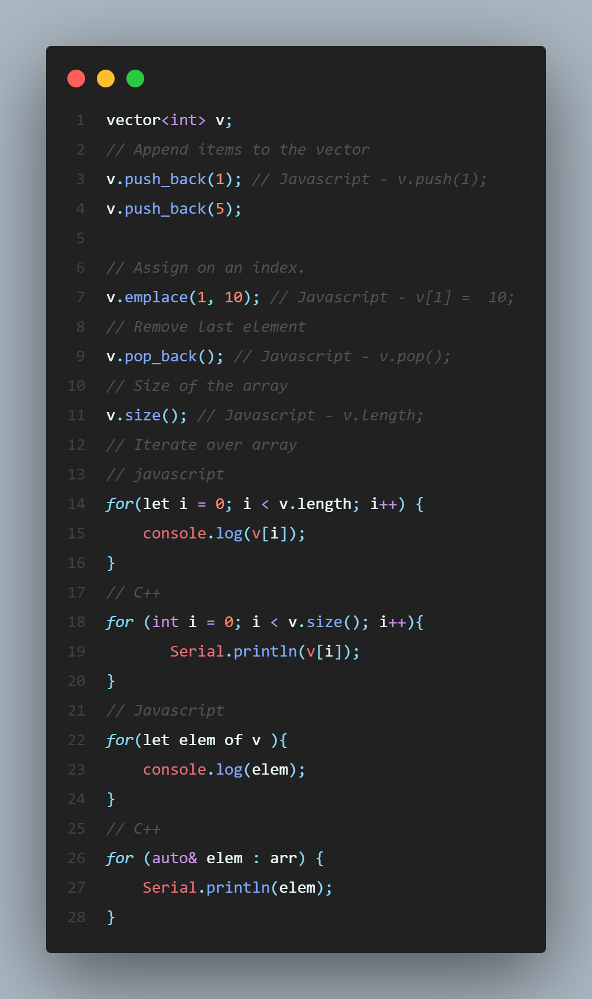 1 vector<int> v;
2 // Append items to the vector
3 v.push_back(1); // Javascript - v.push(1);
4 v.push_back(5);
5
6 // Assign on an index.
7 v.emplace(1, 10); // Javascript - v[1] =  10;
8 // Remove last element
9 v.pop_back(); // Javascript - v.pop();
10 // Size of the array
11 v.size(); // Javascript - v.length;
12 // Iterate over array
13 // javascript
14 for(let i = 0; i < v.length; i++) {
15     console.log(v[i]);
16 }
17 // C++
18 for (int i = 0; i < v.size(); i++){
19        Serial.println(v[i]);
20 }
21 // Javascript
22 for(let elem of v ){
23     console.log(elem);
24 }
25 // C++
26 for (auto& elem : arr) {
27     Serial.println(elem);
28 }